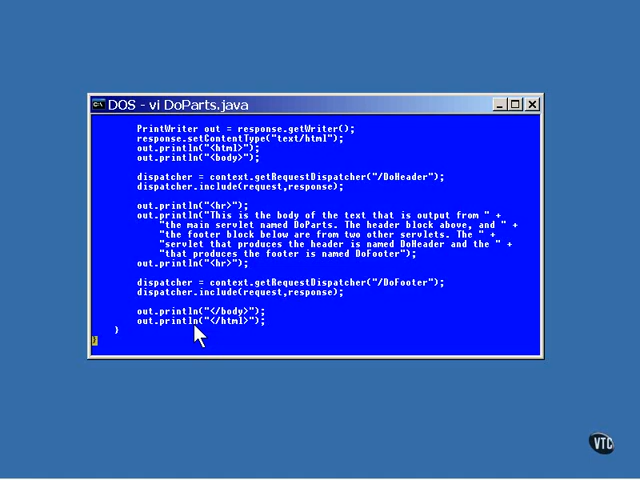 DOS - vi DoParts.java
PrintWriter out = response.getWriter();
response.setContentType("text/html");
out.println("<html>");
out.println("<body>");
dispatcher = context.getRequestDispatcher("/DoHeader");
dispatcher.include(request,response);
out.println("<hr>");
out.println("This is the body of the text that is output from " +
"the main servlet named DoParts. The header block above, and " +
"the footer block below are from two other servlets. The " +
"servlet that produces the header is named DoHeader and the " +
"that produces the footer is named DoFooter");
out.println("<hr>");
dispatcher = context.getRequestDispatcher("/DoFooter");
dispatcher.include(request,response);
out.println("</body>");
out.println("</html>");
}
}
VTC